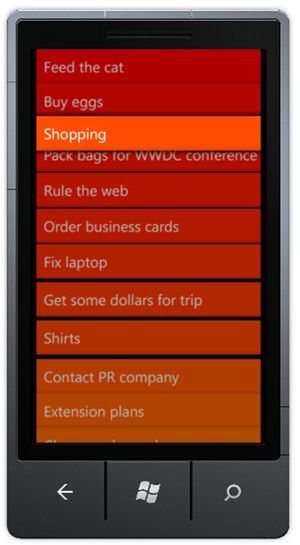 Feed the cat
Buy eggs
Shopping
Pack bags for WWDC conference
Rule the web
Order business cards
Fix laptop
Get some dollars for trip
Shirts
Contact PR company
Extension plans